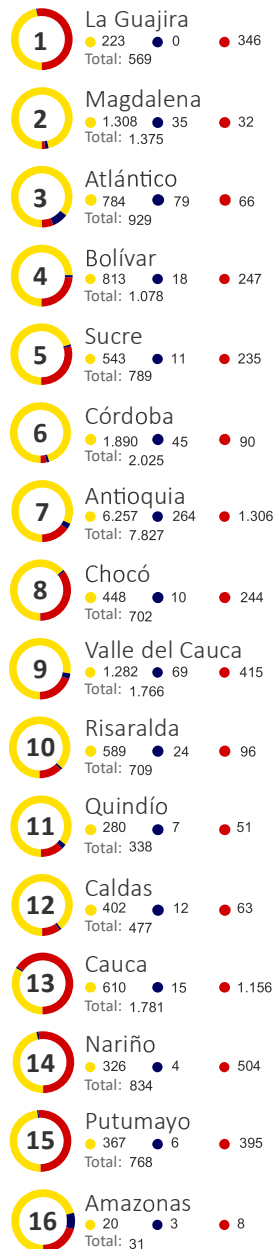 1
La Guajira
223 0 346
Total: 569
2
Magdalena
1.308 35 32
Total: 1.375
3
Atlántico
784 79 66
Total: 929
4
Bolívar
813 18 247
Total: 1.078
5
Sucre
543 11 235
Total: 789
6
Córdoba
1.890 45 90
Total: 2.025
7
Antioquia
6.257 264 1.306
Total: 7.827
8
Chocó
448 10 244
Total: 702
9
Valle del Cauca
1.282 69 415
Total: 1.766
10
Risaralda
589 24 96
Total: 709
11
Quindío
280 7 51
Total: 338
12
Caldas
402 12 63
Total: 477
13
Cauca
610 15 1.156
Total: 1.781
14
Nariño
326 4 504
Total: 834
15
Putumayo
367 6 395
Total: 768
16
Amazonas
20 3 8
Total: 31